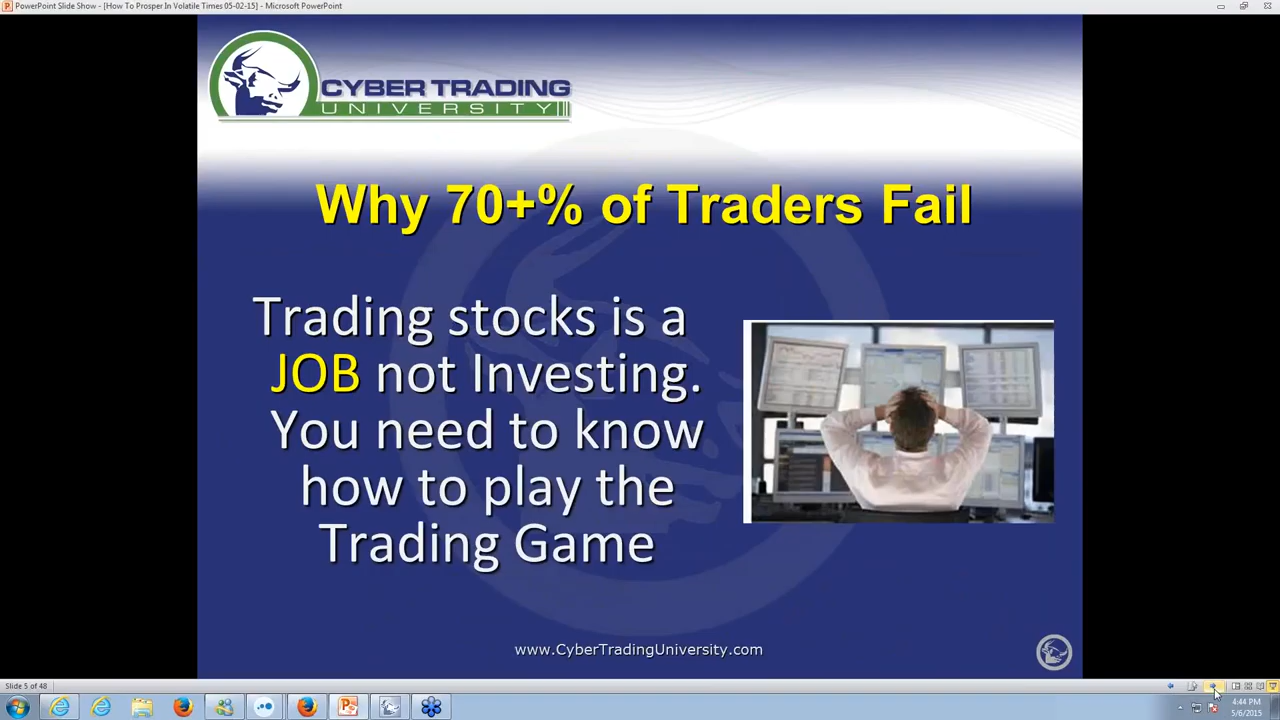 PowerPoint Slide Show - [How To Prosper In Volatile Times 05-02-15] - Microsoft PowerPoint
CYBER TRADING
UNIVERSITY
Why 70+% of Traders Fail
Trading stocks is a
JOB not Investing.
You need to know
how to play the
Trading Game
www.CyberTradingUniversity.com
Slide 5 of 48
4:44 PM
5/6/2015